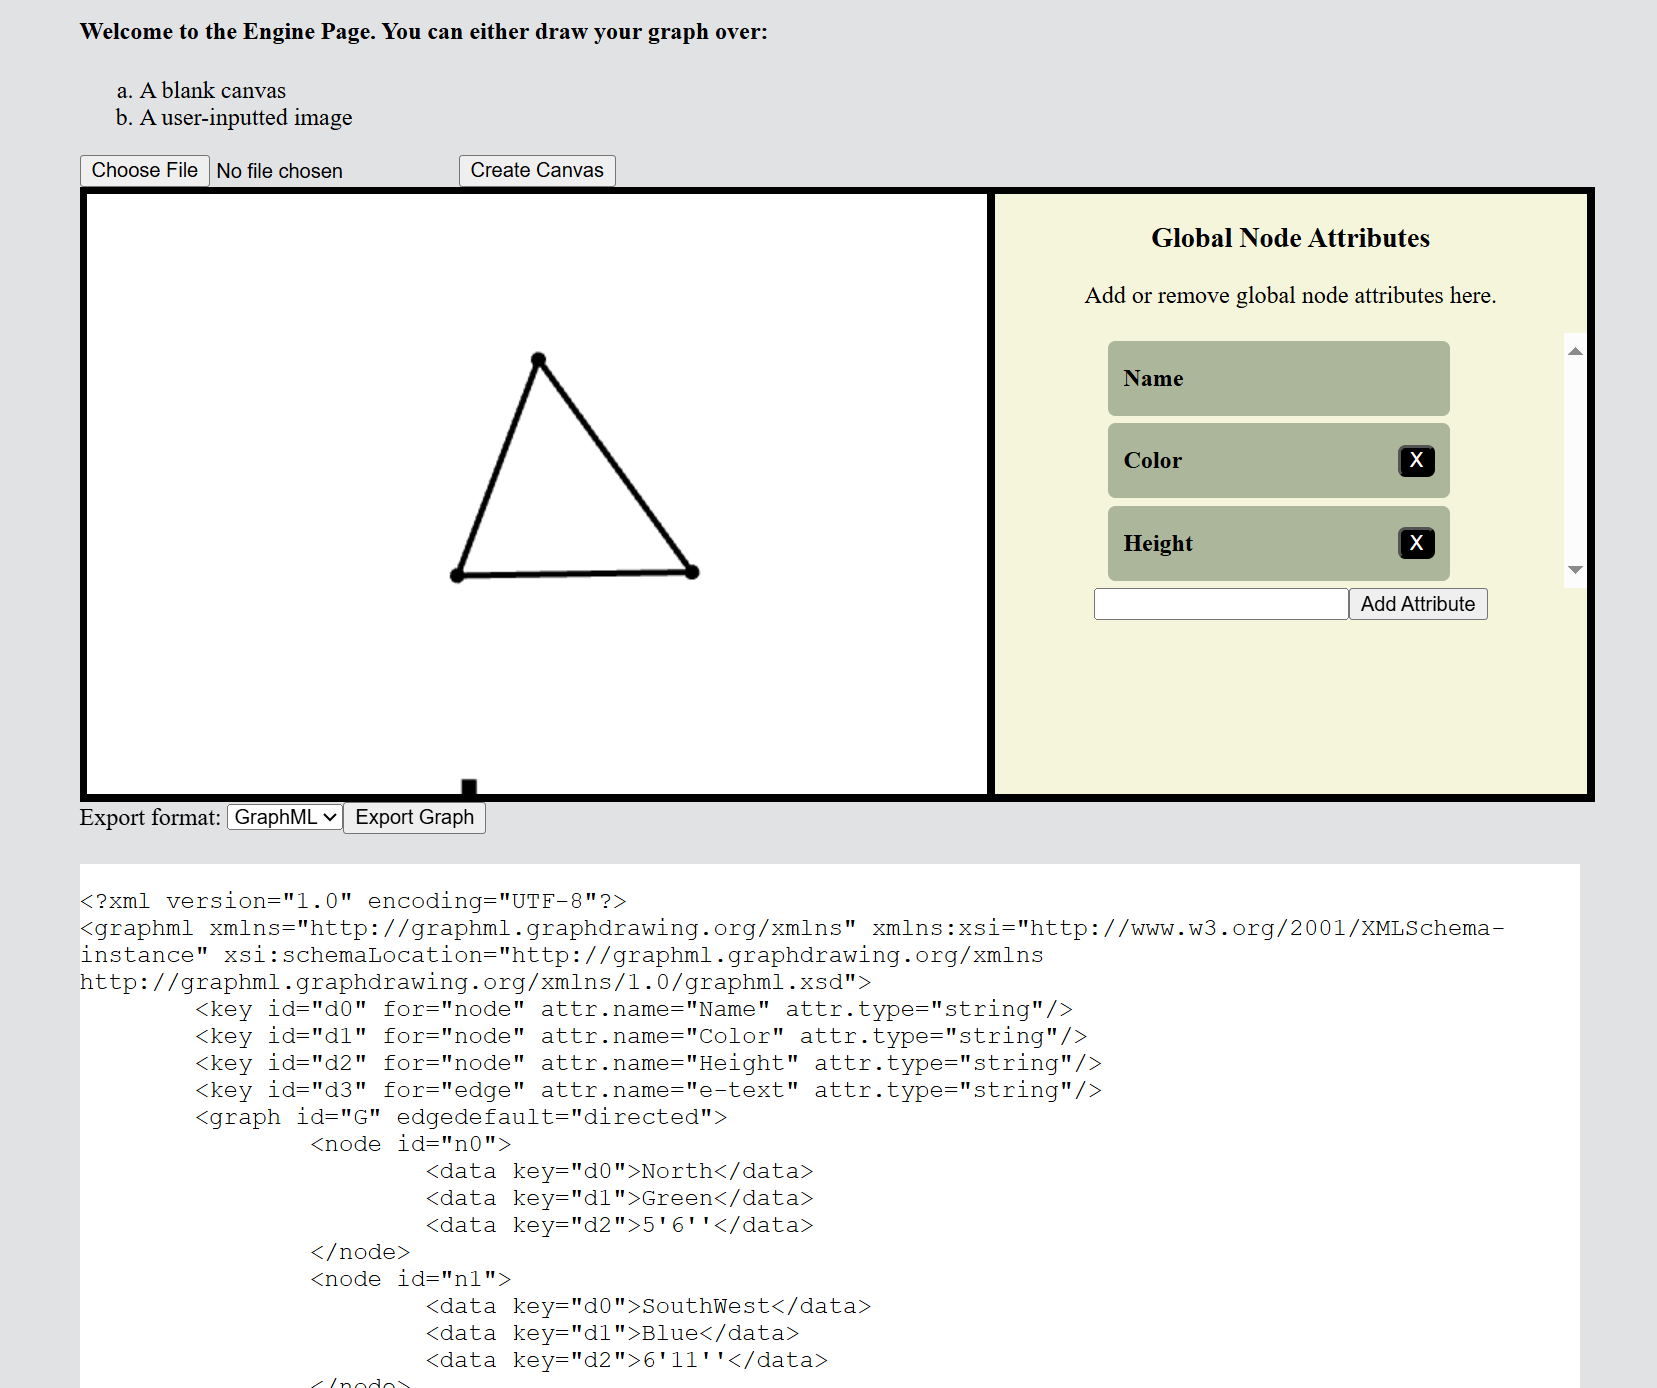 Welcome to the Engine Page. You can either draw your graph over:
a. A blank canvas
b. A user-inputted image
Choose File No file chosen Create Canvas
Global Node Attributes
Add or remove global node attributes here.
Name
Color X
Height X
Add Attribute
Export format: GraphML Export Graph
<?xml version="1.0" encoding="UTF-8"?>
<graphml xmlns="http://graphml.graphdrawing.org/xmlns" xmlns:xsi="http://www.w3.org/2001/XMLSchema-
instance" xsi:schemaLocation="http://graphml.graphdrawing.org/xmlns
http://graphml.graphdrawing.org/xmlns/1.0/graphml.xsd">
<key id="d0" for="node" attr.name="Name" attr.type="string"/>
<key id="d1" for="node" attr.name="Color" attr.type="string"/>
<key id="d2" for="node" attr.name="Height" attr.type="string"/>
<key id="d3" for="edge" attr.name="e-text" attr.type="string"/>
<graph id="G" edgedefault="directed">
<node id="n0">
<data key="d0">North</data>
<data key="d1">Green</data>
<data key="d2">5'6''</data>
</node>
<node id="n1">
<data key="d0">SouthWest</data>
<data key="d1">Blue</data>
<data key="d2">6'11''</data>
</node>